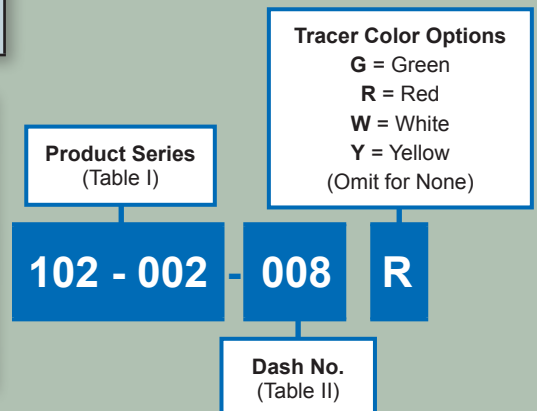 Tracer Color Options
G = Green
R = Red
W = White
Y = Yellow
(Omit for None)
Product Series
(Table I)
102 - 002 - 008 R
Dash No.
(Table II)